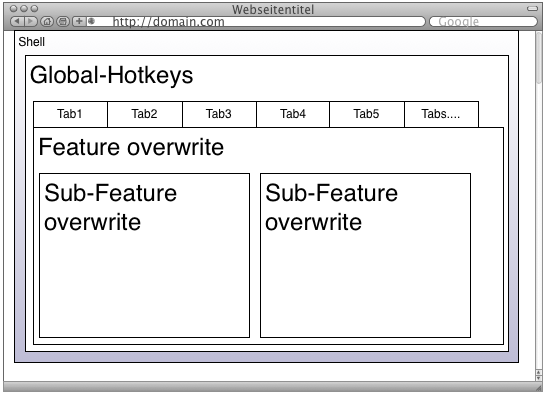 Webseitentitel
http://domain.com
Google
Shell
Global-Hotkeys
Tab1 Tab2 Tab3 Tab4 Tab5 Tabs....
Feature overwrite
Sub-Feature
overwrite
Sub-Feature
overwrite